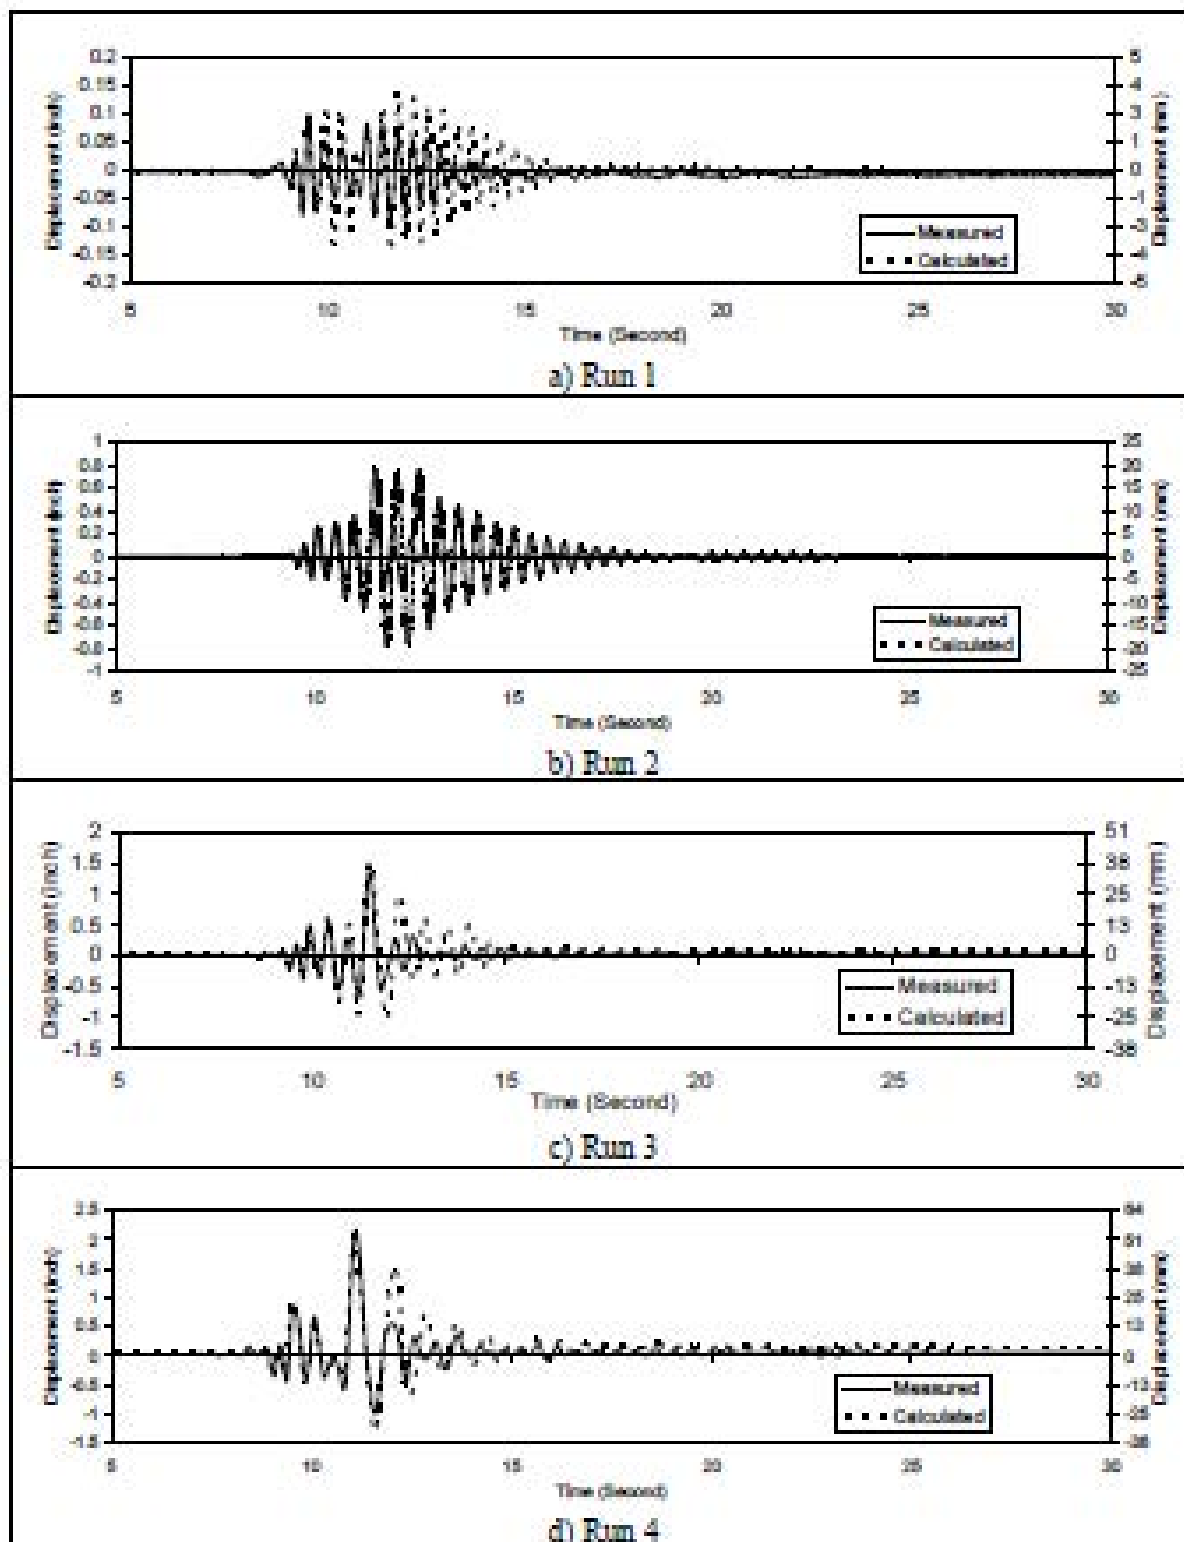 0.2
0.15
0.1
0.05
0
-0.05
-0.1
-0.15
-0.2
Displacement (inch)
5
4
3
1
0
-1
-3
-4
-5
Displacement (mm)
Measured
Calculated
5 10 15 20 25 30
Time (Second)
a) Run 1
1
0.8
0.6
0.4
0.2
0
-0.2
-0.4
-0.6
-0.8
-1
Displacement (inch)
25
20
15
10
5
0
-5
-10
-15
-20
-25
Displacement (mm)
Measured
Calculated
5 10 15 20 25 30
Time (Second)
b) Run 2
2
1.5
1
0.5
0
-0.5
-1
-1.5
Displacement (inch)
51
38
25
13
0
-13
-25
-38
Displacement (mm)
Measured
Calculated
5 10 15 20 25 30
Time (Second)
c) Run 3
2.5
2
1.5
1
0.5
0
-0.5
-1
-1.5
Displacement (inch)
64
51
38
25
13
0
-13
-25
-38
Displacement (mm)
Measured
Calculated
5 10 15 20 25 30
Time (Second)
d) Run 4